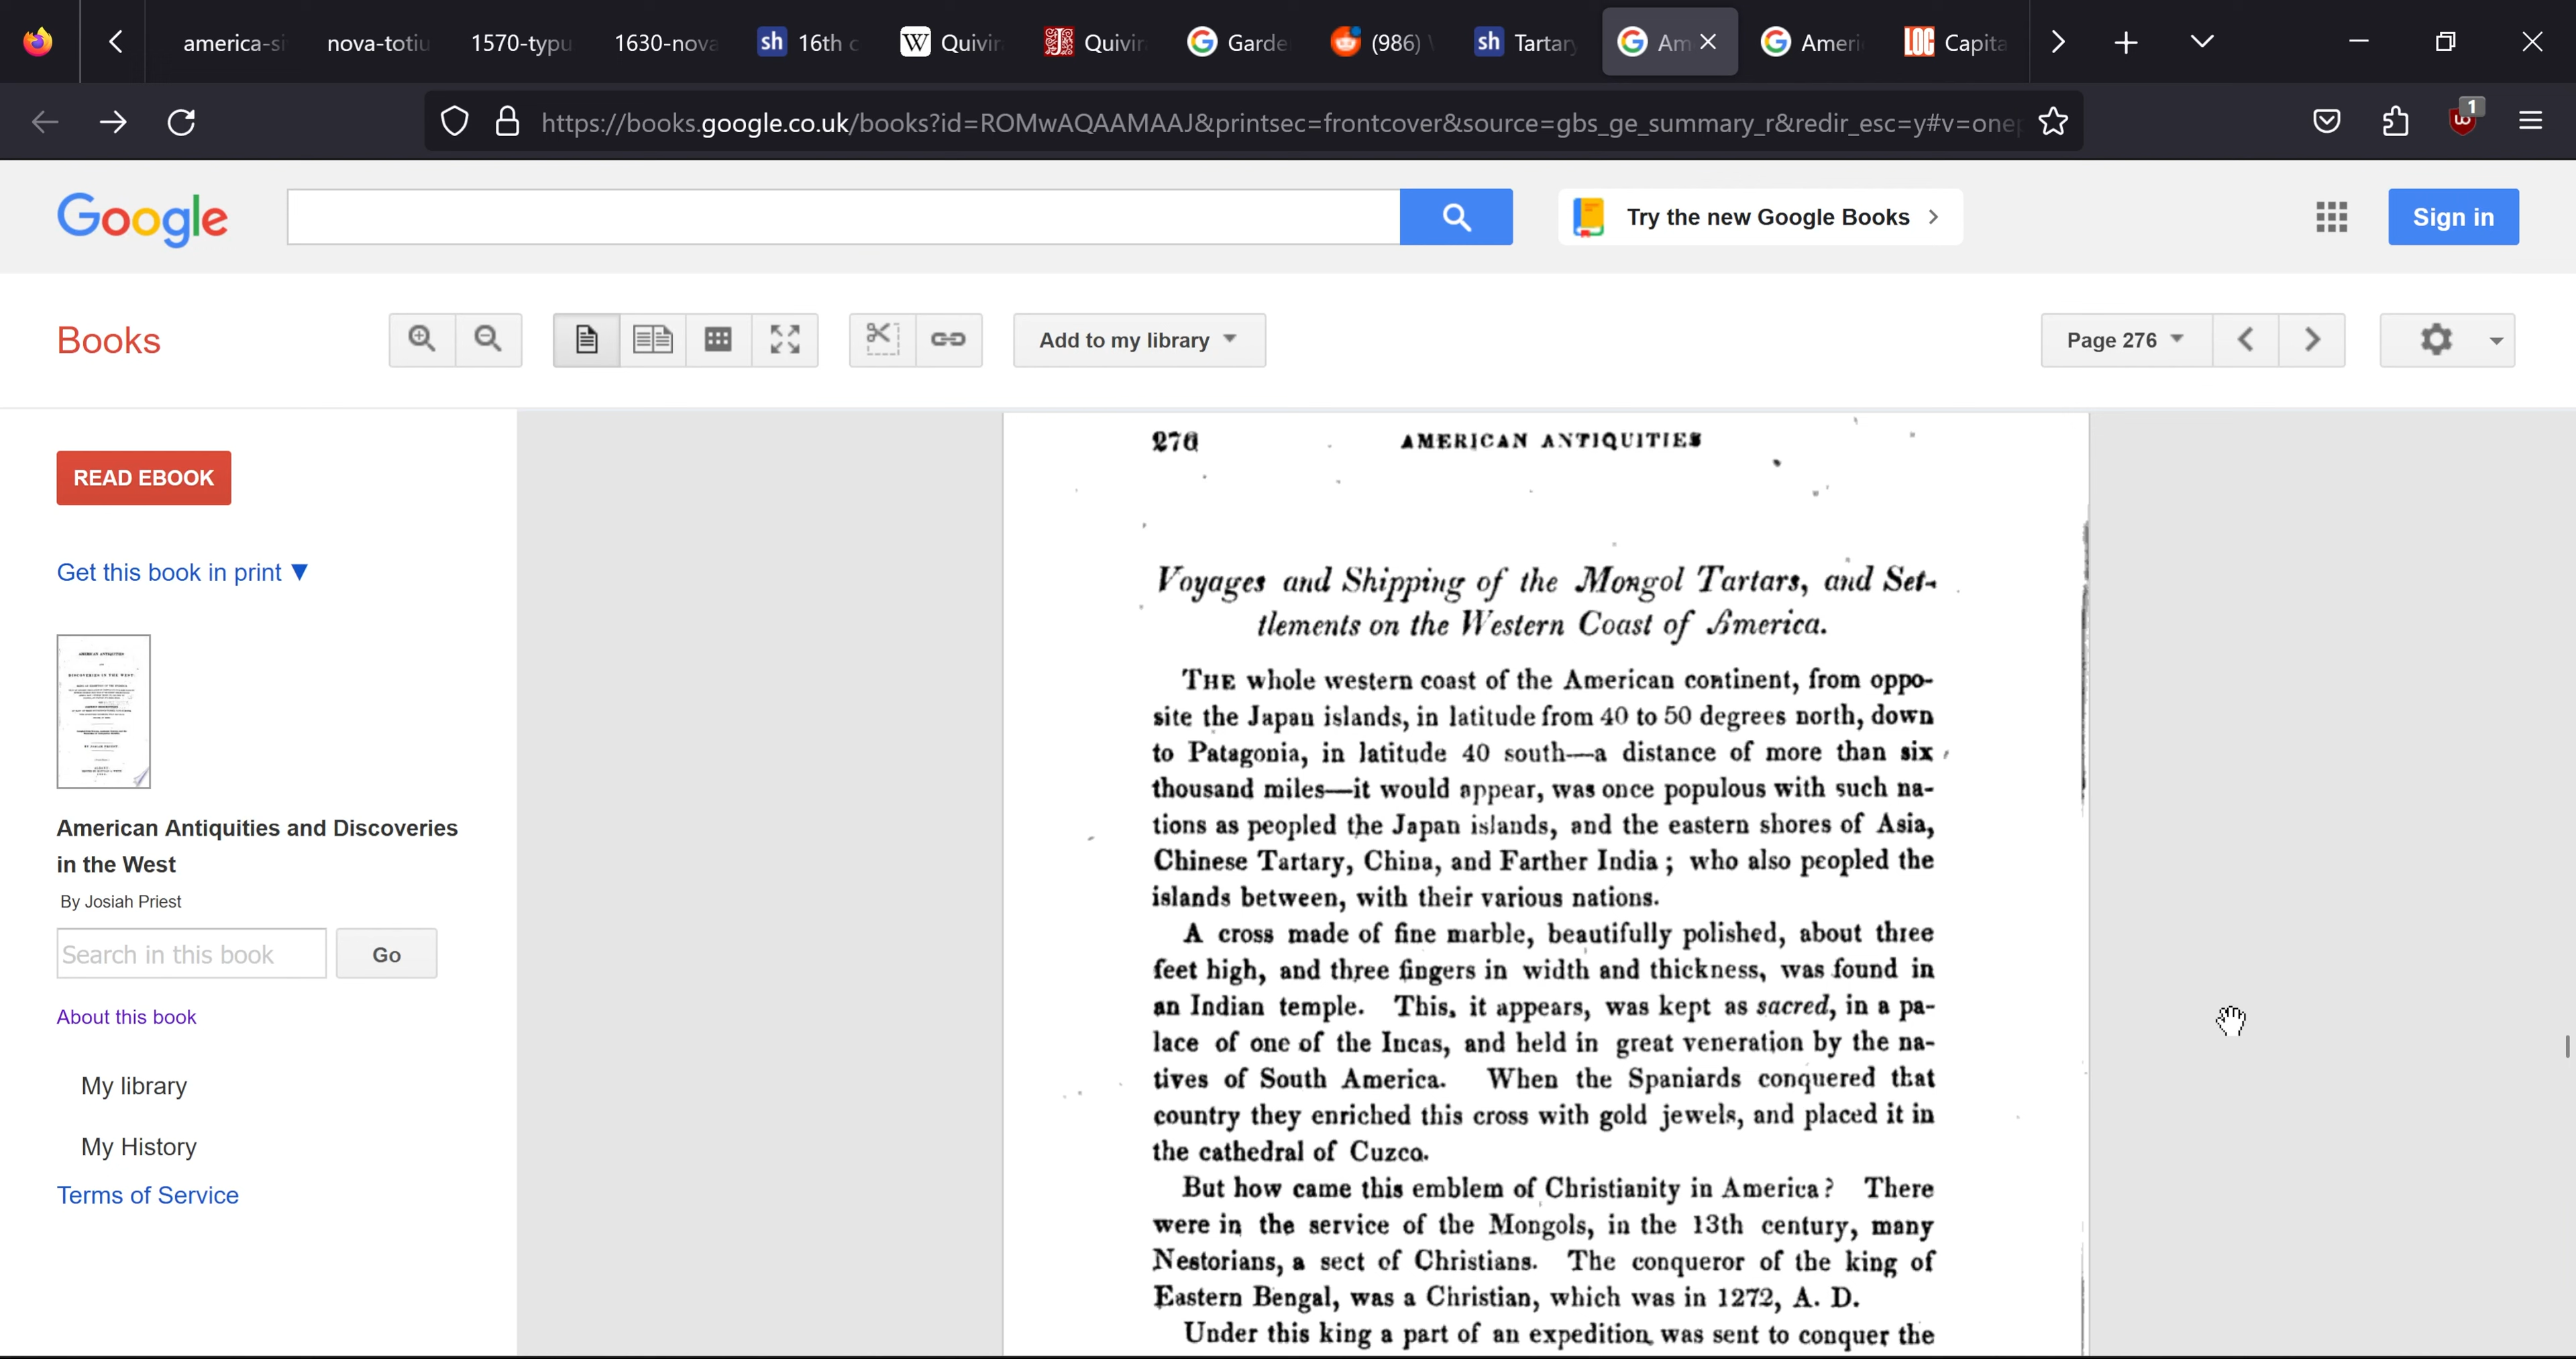 america-si
nova-totiu
1570-typu
1630-nova
sh 16th c
W Quivir
Quivir
Garde
(986)
sh Tartary
Am
Ameri
LOC Capita
https://books.google.co.uk/books?id=ROMwAQAAMAAJ&printsec=frontcover&source=gbs_ge_summary_r&redir_esc=y#v=onep
1
Google
Try the new Google Books
Sign in
Books
Add to my library
Page 276
READ EBOOK
Get this book in print ▼
American Antiquities and Discoveries
in the West
By Josiah Priest
Search in this book
Go
About this book
My library
My History
Terms of Service
276 AMERICAN ANTIQUITIES
Voyages and Shipping of the Mongol Tartars, and Set-
tlements on the Western Coast of America.
THE whole western coast of the American continent, from oppo-
site the Japan islands, in latitude from 40 to 50 degrees north, down
to Patagonia, in latitude 40 south—a distance of more than six
thousand miles—it would appear, was once populous with such na-
tions as peopled the Japan islands, and the eastern shores of Asia,
Chinese Tartary, China, and Farther India; who also peopled the
islands between, with their various nations.
A cross made of fine marble, beautifully polished, about three
feet high, and three fingers in width and thickness, was found in
an Indian temple. This, it appears, was kept as sacred, in a pa-
lace of one of the Incas, and held in great veneration by the na-
tives of South America. When the Spaniards conquered that
country they enriched this cross with gold jewels, and placed it in
the cathedral of Cuzco.
But how came this emblem of Christianity in America? There
were in the service of the Mongols, in the 13th century, many
Nestorians, a sect of Christians. The conqueror of the king of
Eastern Bengal, was a Christian, which was in 1272, A. D.
Under this king a part of an expedition was sent to conquer the